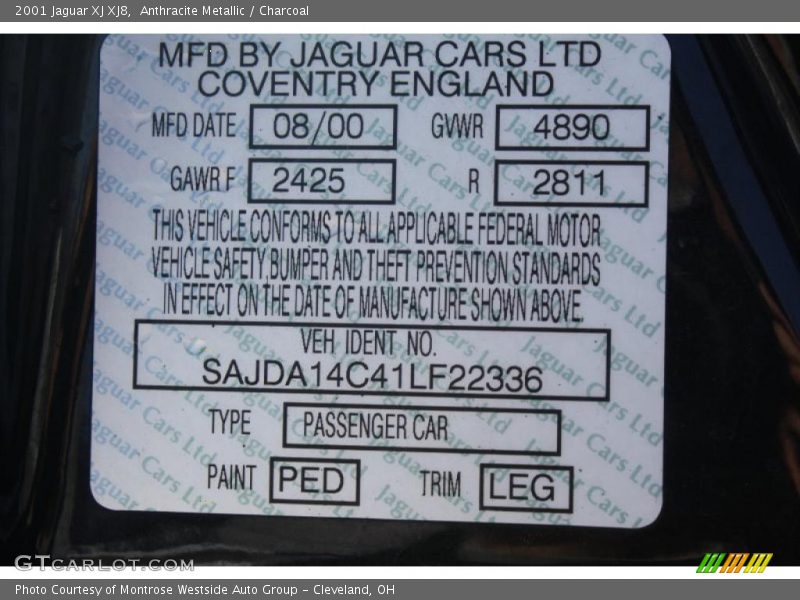 2001 Jaguar XJ XJ8, Anthracite Metallic / Charcoal
MFD BY JAGUAR CARS LTD
COVENTRY ENGLAND
MFD DATE 08/00 GVWR 4890
GAWR F 2425 R 2811
THIS VEHICLE CONFORMS TO ALL APPLICABLE FEDERAL MOTOR
VEHICLE SAFETY, BUMPER AND THEFT PREVENTION STANDARDS
IN EFFECT ON THE DATE OF MANUFACTURE SHOWN ABOVE.
VEH IDENT NO.
SAJDA14C41LF22336
TYPE PASSENGER CAR
PAINT PED TRIM LEG
GTCARLOT.COM
Photo Courtesy of Montrose Westside Auto Group - Cleveland, OH